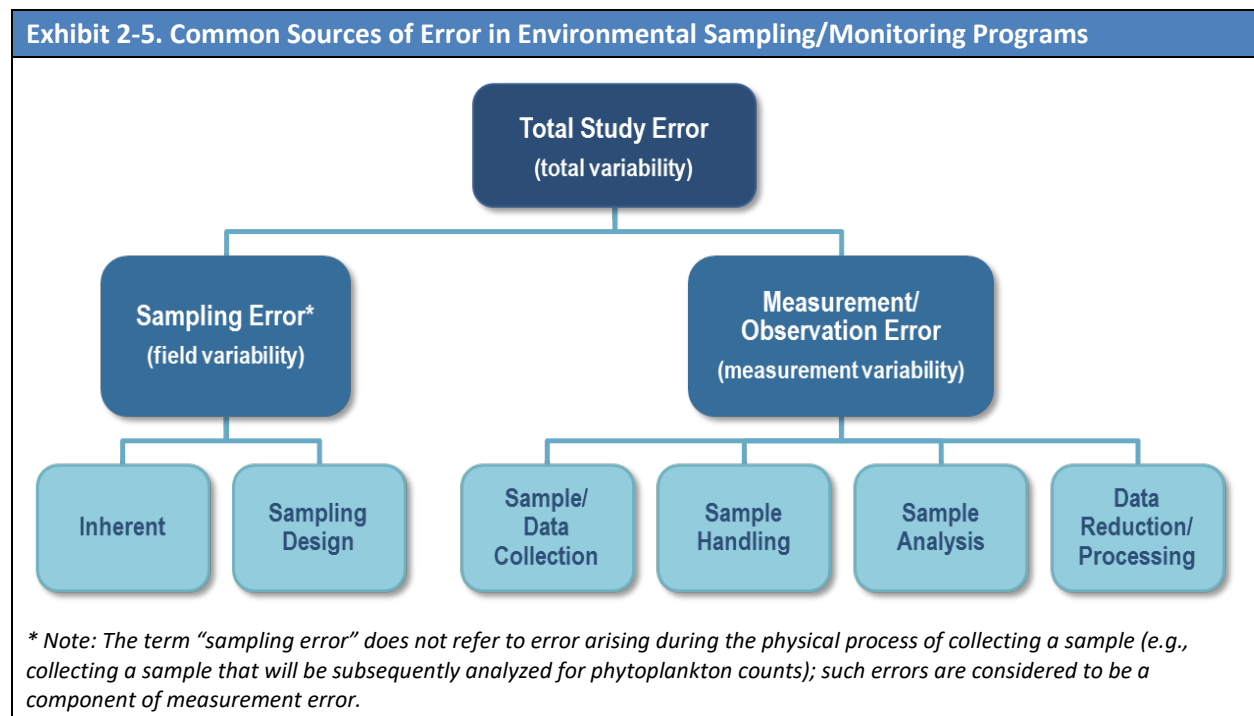 Exhibit 2-5. Common Sources of Error in Environmental Sampling/Monitoring Programs
Total Study Error
(total variability)
Sampling Error*
(field variability)
Measurement/
Observation Error
(measurement variability)
Inherent
Sampling
Design
Sample/
Data
Collection
Sample
Handling
Sample
Analysis
Data
Reduction/
Processing
* Note: The term “sampling error” does not refer to error arising during the physical process of collecting a sample (e.g.,
collecting a sample that will be subsequently analyzed for phytoplankton counts); such errors are considered to be a
component of measurement error.